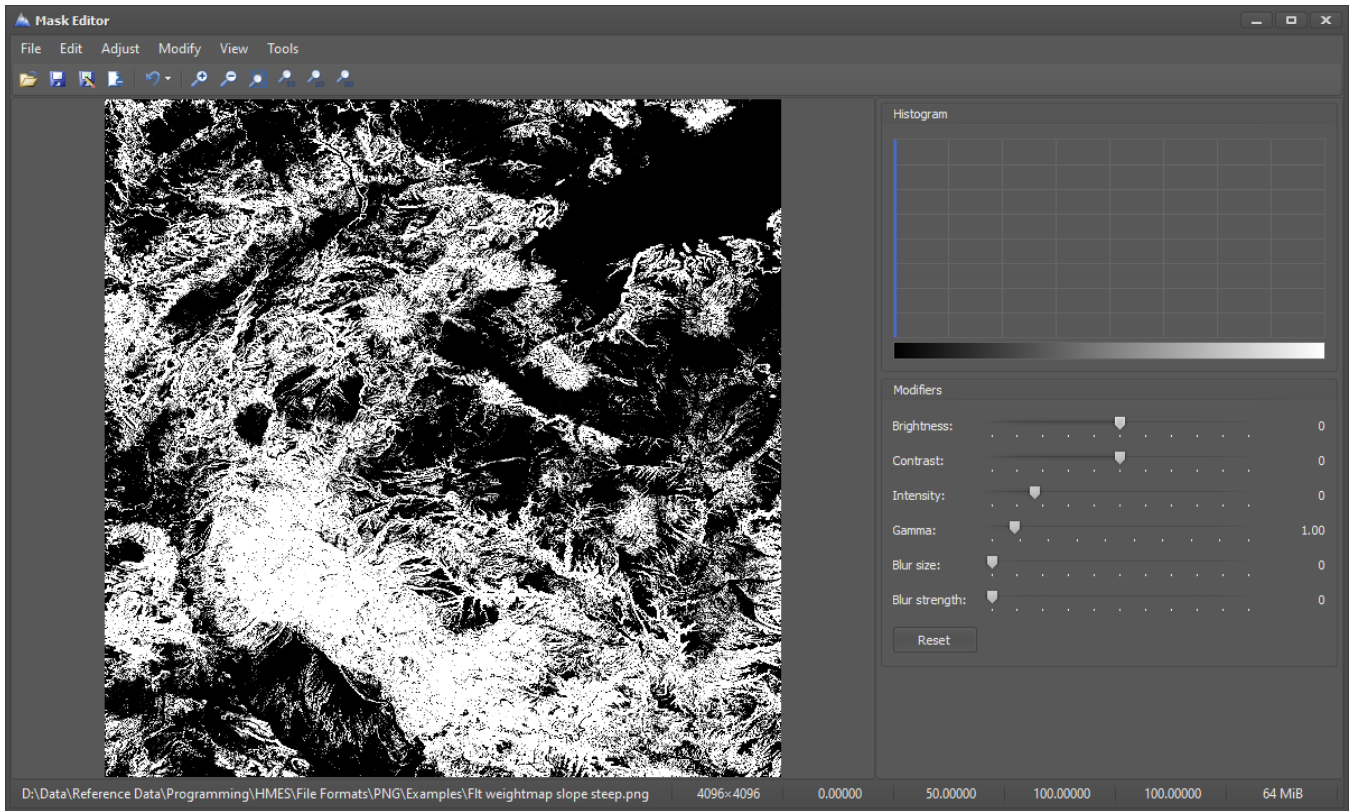 Mask Editor
File Edit Adjust Modify View Tools
Histogram
Modifiers
Brightness: 0
Contrast: 0
Intensity: 0
Gamma: 1.00
Blur size: 0
Blur strength: 0
Reset
D:\Data\Reference Data\Programming\HMES\File Formats\PNG\Examples\Flt weightmap slope steep.png 4096×4096 0.00000 50.00000 100.00000 100.00000 64 MiB